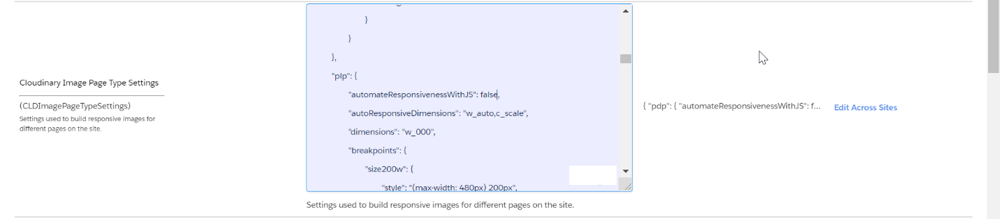 }
}
},
"plp": {
"automateResponsivenessWithJS": false,
"autoResponsiveDimensions": "w_auto,c_scale",
"dimensions": "w_000",
"breakpoints": {
"size200w": {
"style": "(max-width: 480px) 200px",
Cloudinary Image Page Type Settings
(CLDImagePageTypeSettings)
Settings used to build responsive images for
different pages on the site.
{ "pdp": { "automateResponsivenessWithJS": f...
Edit Across Sites
Settings used to build responsive images for different pages on the site.